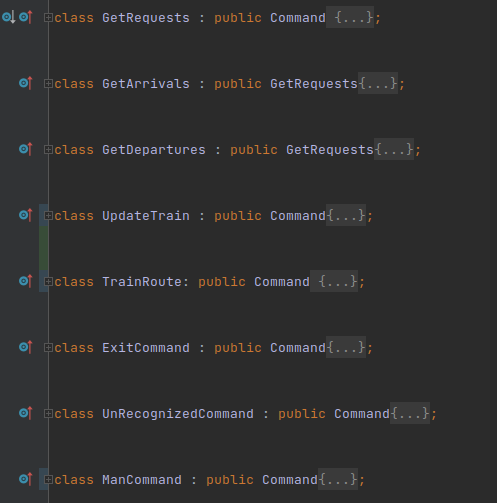 class GetRequests : public Command {...};
class GetArrivals : public GetRequests{...};
class GetDepartures : public GetRequests{...};
class UpdateTrain : public Command{...};
class TrainRoute: public Command {...};
class ExitCommand : public Command{...};
class UnRecognizedCommand : public Command{...};
class ManCommand : public Command{...};